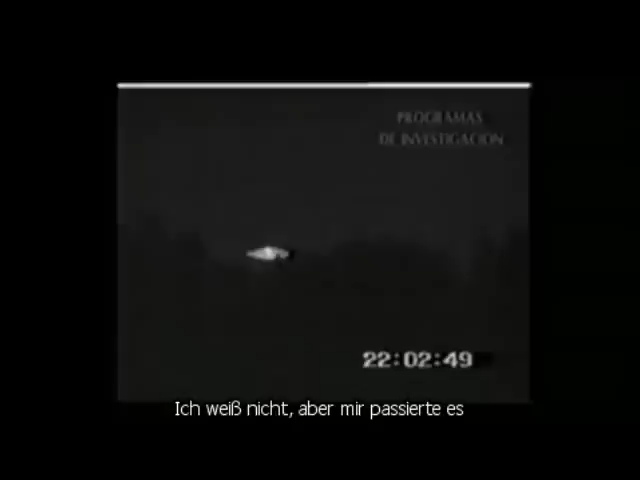 PROGRAMAS
DE INVESTIGACION
22:02:49
Ich weiß nicht, aber mir passierte es